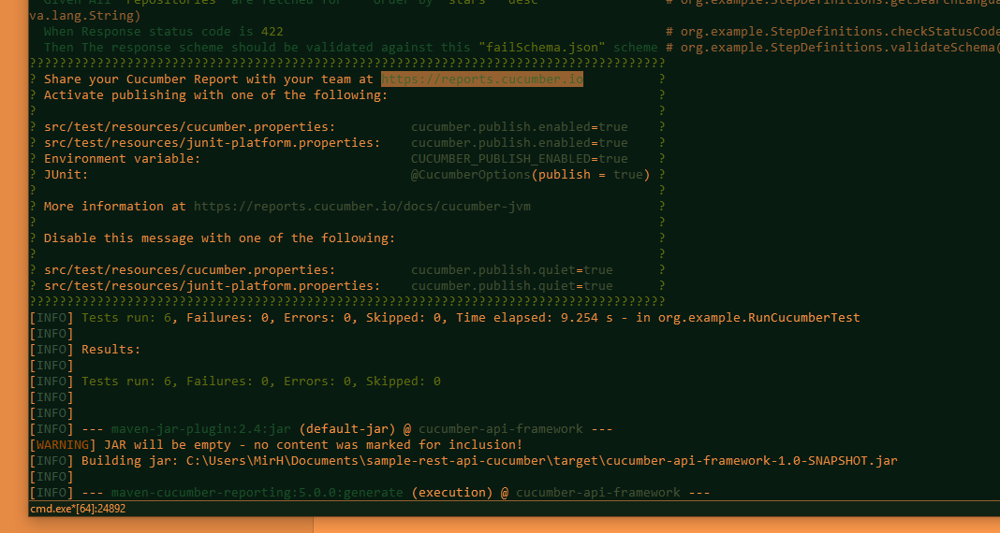 Given All "repositories" are fetched for "" order by "stars" "desc" # org.example.StepDefinitions.getSearchLangua
va.lang.String)
When Response status code is 422 # org.example.StepDefinitions.checkStatusCode
Then The response scheme should be validated against this "failSchema.json" scheme # org.example.StepDefinitions.validateSchema(
?????????????????????????????????????????????????????????????????????????????????????
? Share your Cucumber Report with your team at https://reports.cucumber.io ?
? Activate publishing with one of the following: ?
? ?
? src/test/resources/cucumber.properties: cucumber.publish.enabled=true ?
? src/test/resources/junit-platform.properties: cucumber.publish.enabled=true ?
? Environment variable: CUCUMBER_PUBLISH_ENABLED=true ?
? JUnit: @CucumberOptions(publish = true) ?
? ?
? More information at https://reports.cucumber.io/docs/cucumber-jvm ?
? ?
? Disable this message with one of the following: ?
? ?
? src/test/resources/cucumber.properties: cucumber.publish.quiet=true ?
? src/test/resources/junit-platform.properties: cucumber.publish.quiet=true ?
?????????????????????????????????????????????????????????????????????????????????????
[INFO] Tests run: 6, Failures: 0, Errors: 0, Skipped: 0, Time elapsed: 9.254 s - in org.example.RunCucumberTest
[INFO]
[INFO] Results:
[INFO]
[INFO] Tests run: 6, Failures: 0, Errors: 0, Skipped: 0
[INFO]
[INFO]
[INFO] --- maven-jar-plugin:2.4:jar (default-jar) @ cucumber-api-framework ---
[WARNING] JAR will be empty - no content was marked for inclusion!
[INFO] Building jar: C:\Users\MirH\Documents\sample-rest-api-cucumber\target\cucumber-api-framework-1.0-SNAPSHOT.jar
[INFO]
[INFO] --- maven-cucumber-reporting:5.0.0:generate (execution) @ cucumber-api-framework ---
cmd.exe*[64]:24892